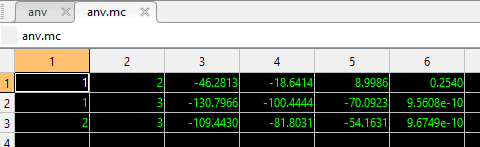 anv anv.mc
anv.mc
1 2 3 4 5 6
1 1 2 -46.2813 -18.6414 8.9986 0.2540
2 1 3 -130.7966 -100.4444 -70.0923 9.5608e-10
3 2 3 -109.4430 -81.8031 -54.1631 9.6749e-10
4